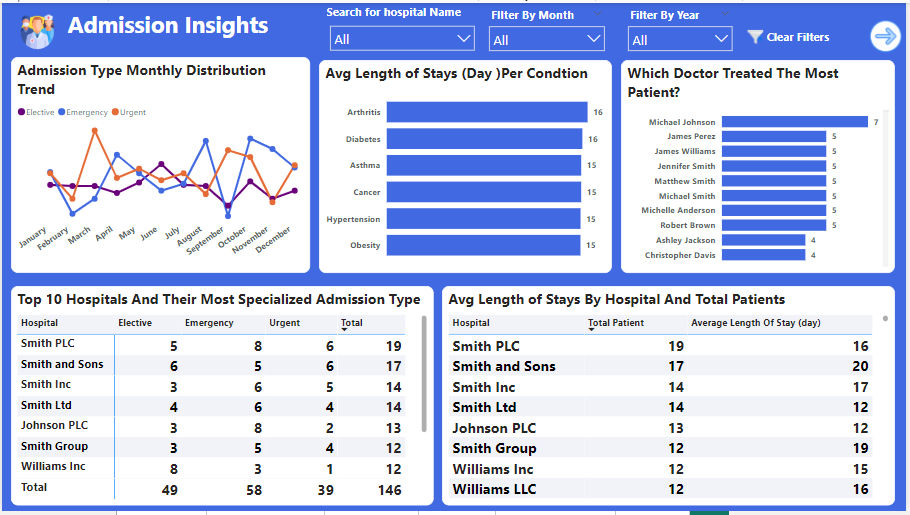 Admission Insights
Search for hospital Name
All
Filter By Month
All
Filter By Year
All
Clear Filters
Admission Type Monthly Distribution
Trend
Elective Emergency Urgent
January
February
March
April
May
June
July
August
September
October
November
December
Avg Length of Stays (Day )Per Condtion
Arthritis 16
Diabetes 16
Asthma 15
Cancer 15
Hypertension 15
Obesity 15
Which Doctor Treated The Most
Patient?
Michael Johnson 7
James Perez 5
James Williams 5
Jennifer Smith 5
Matthew Smith 5
Michael Smith 5
Michelle Anderson 5
Robert Brown 5
Ashley Jackson 4
Christopher Davis 4
Top 10 Hospitals And Their Most Specialized Admission Type
Hospital Elective Emergency Urgent Total
Smith PLC 5 8 6 19
Smith and Sons 6 5 6 17
Smith Inc 3 6 5 14
Smith Ltd 4 6 4 14
Johnson PLC 3 8 2 13
Smith Group 3 5 4 12
Williams Inc 8 3 1 12
Total 49 58 39 146
Avg Length of Stays By Hospital And Total Patients
Hospital Total Patient Average Length Of Stay (day)
Smith PLC 19 16
Smith and Sons 17 20
Smith Inc 14 17
Smith Ltd 14 12
Johnson PLC 13 12
Smith Group 12 19
Williams Inc 12 15
Williams LLC 12 16